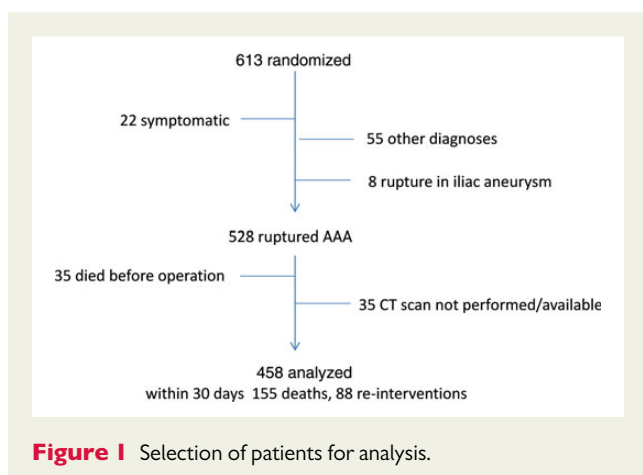 613 randomized
22 symptomatic
55 other diagnoses
8 rupture in iliac aneurysm
528 ruptured AAA
35 died before operation
35 CT scan not performed/available
458 analyzed
within 30 days 155 deaths, 88 re-interventions
Figure 1 Selection of patients for analysis.